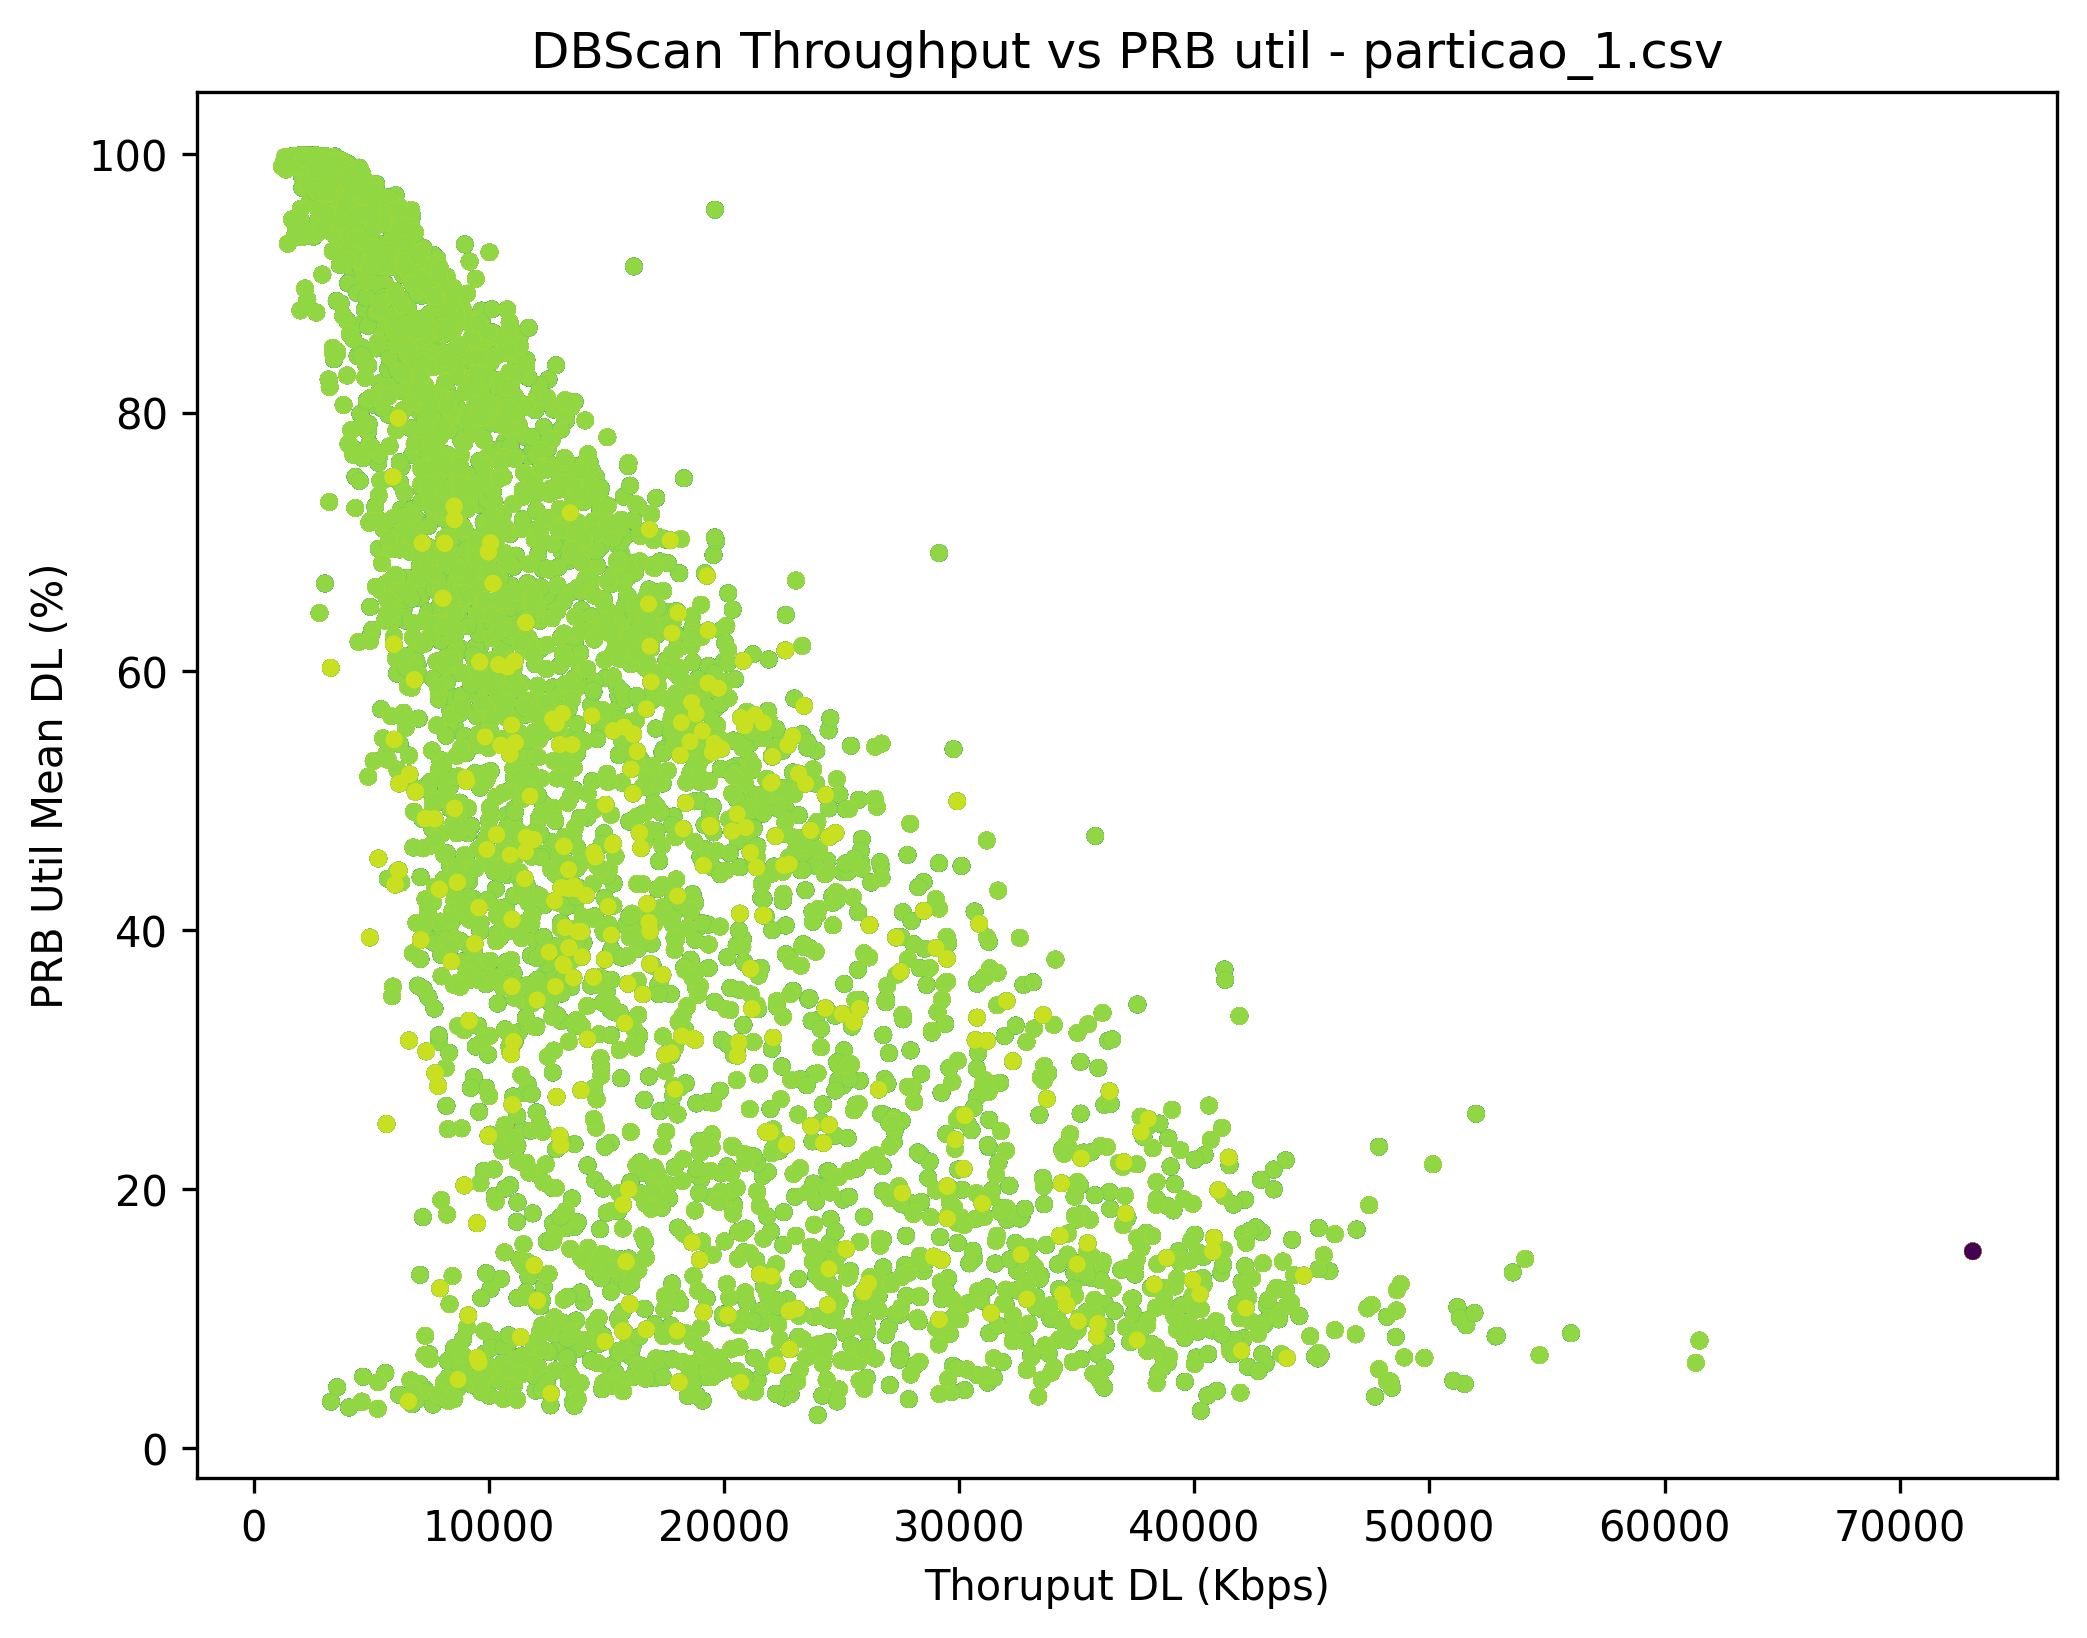 DBScan Throughput vs PRB util - particao_1.csv
100
80
60
40
20
0
PRB Util Mean DL (%)
0 10000 20000 30000 40000 50000 60000 70000
Thoruput DL (Kbps)